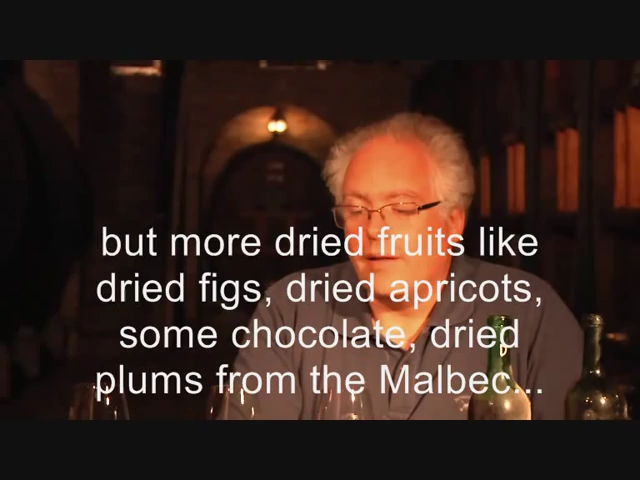 but more dried fruits like
dried figs, dried apricots,
some chocolate, dried
plums from the Malbec...